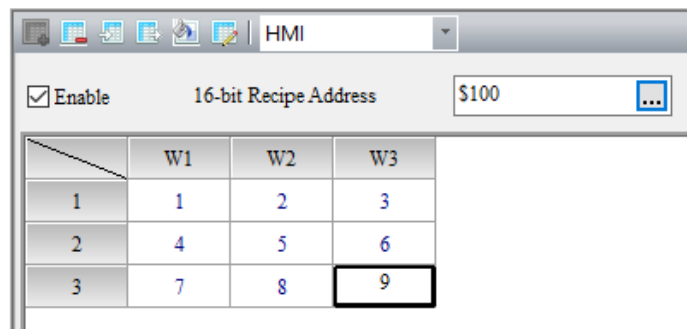 HMI
Enable 16-bit Recipe Address $100 ...
W1 W2 W3
1 1 2 3
2 4 5 6
3 7 8 9